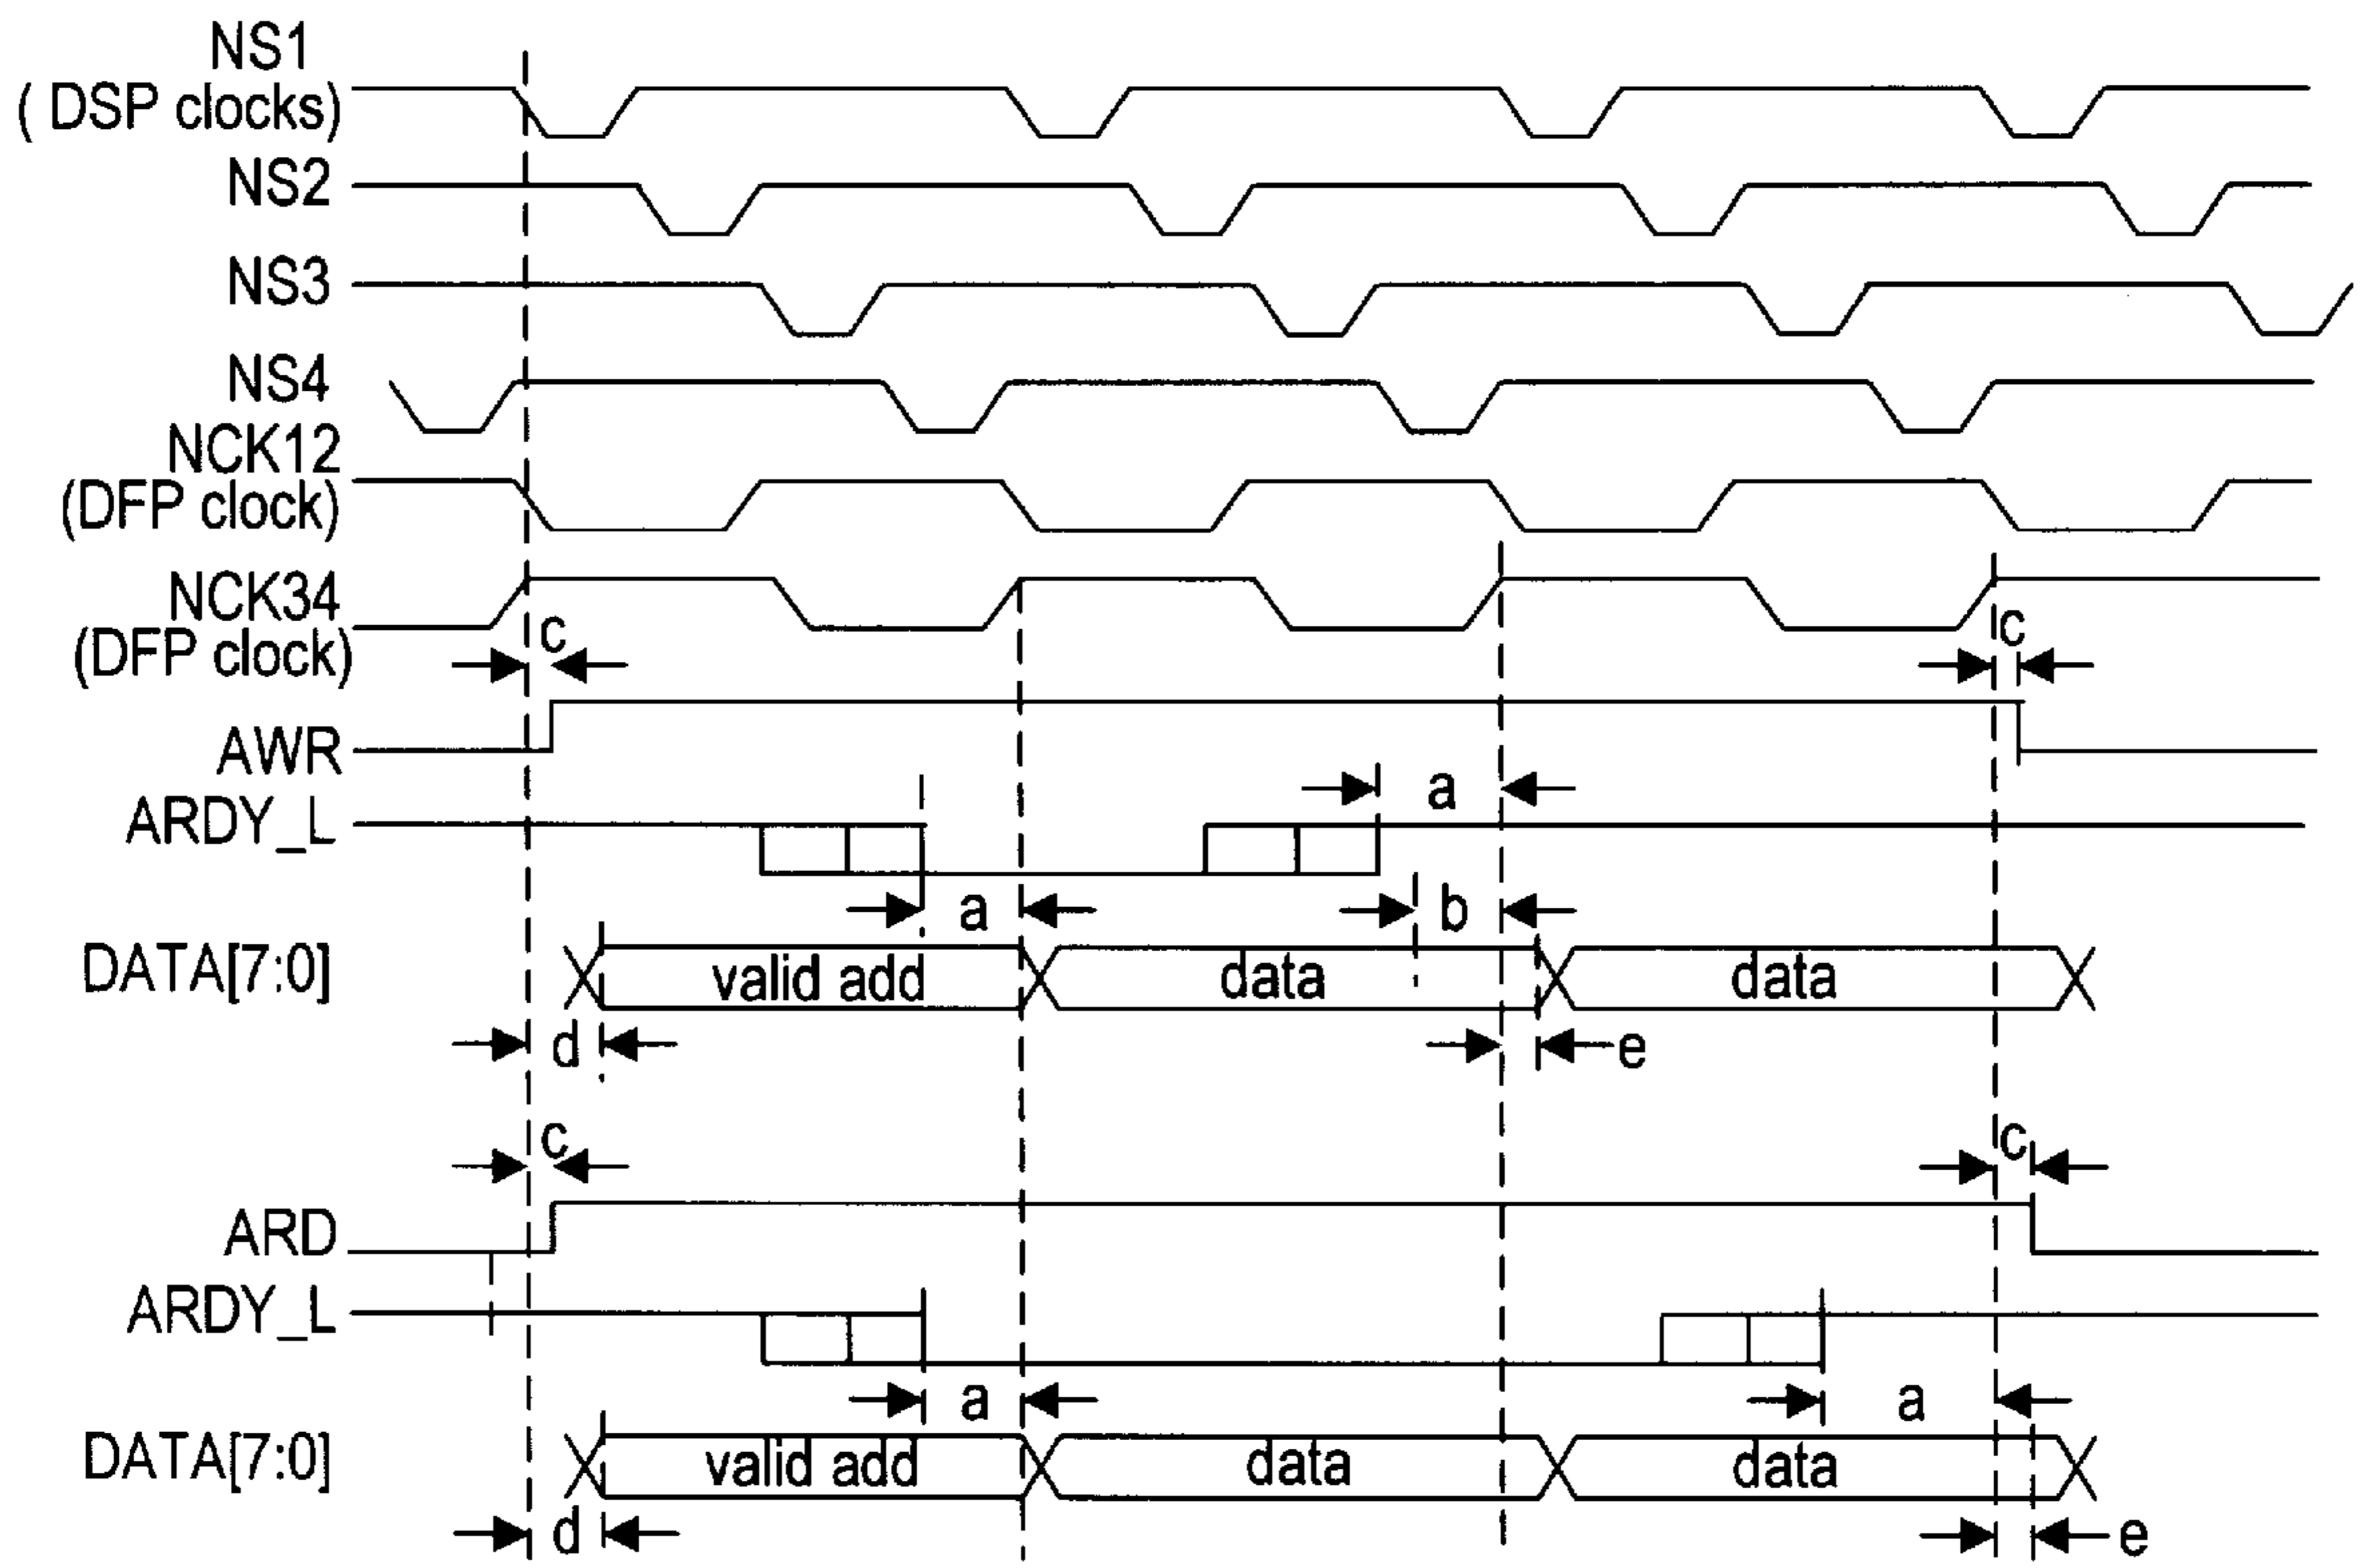 NS1
( DSP clocks)
NS2
NS3
NS4
NCK12
(DFP clock)
NCK34
(DFP clock)
c
c
AWR
a
ARDY_L
a
b
DATA[7:0]
valid add
data
data
d
e
c
c
ARD
ARDY_L
a
a
DATA[7:0]
valid add
data
data
d
e